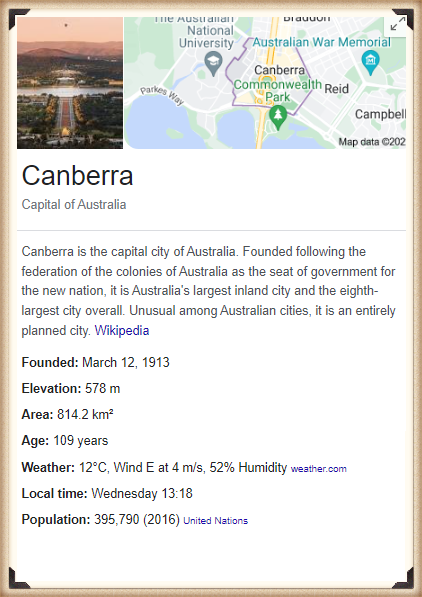 The Australian
National
University
Braddon
Australian War Memorial
Canberra
Parkes Way
Commonwealth
Park
Reid
Campbell
Map data ©202
Canberra
Capital of Australia
Canberra is the capital city of Australia. Founded following the
federation of the colonies of Australia as the seat of government for
the new nation, it is Australia's largest inland city and the eighth-
largest city overall. Unusual among Australian cities, it is an entirely
planned city. Wikipedia
Founded: March 12, 1913
Elevation: 578 m
Area: 814.2 km²
Age: 109 years
Weather: 12°C, Wind E at 4 m/s, 52% Humidity weather.com
Local time: Wednesday 13:18
Population: 395,790 (2016) United Nations